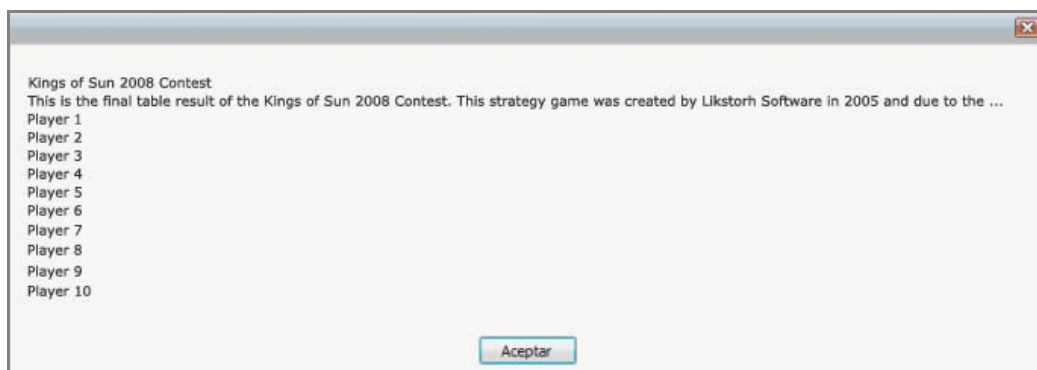 Kings of Sun 2008 Contest
This is the final table result of the Kings of Sun 2008 Contest. This strategy game was created by Likstorh Software in 2005 and due to the ...
Player 1
Player 2
Player 3
Player 4
Player 5
Player 6
Player 7
Player 8
Player 9
Player 10
Aceptar